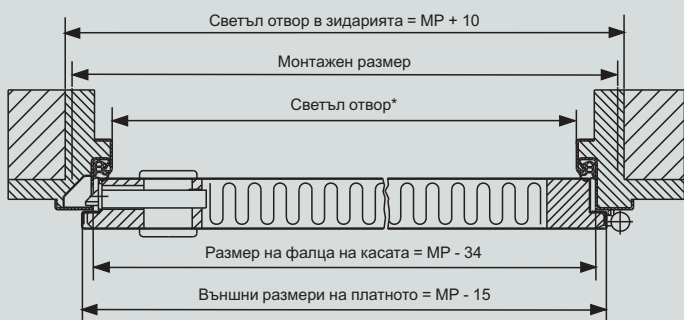 Светъл отвор в зидарията = МР + 10
Монтажен размер
Светъл отвор*
Размер на фалца на касата = МР - 34
Външни размери на платното = МР - 15